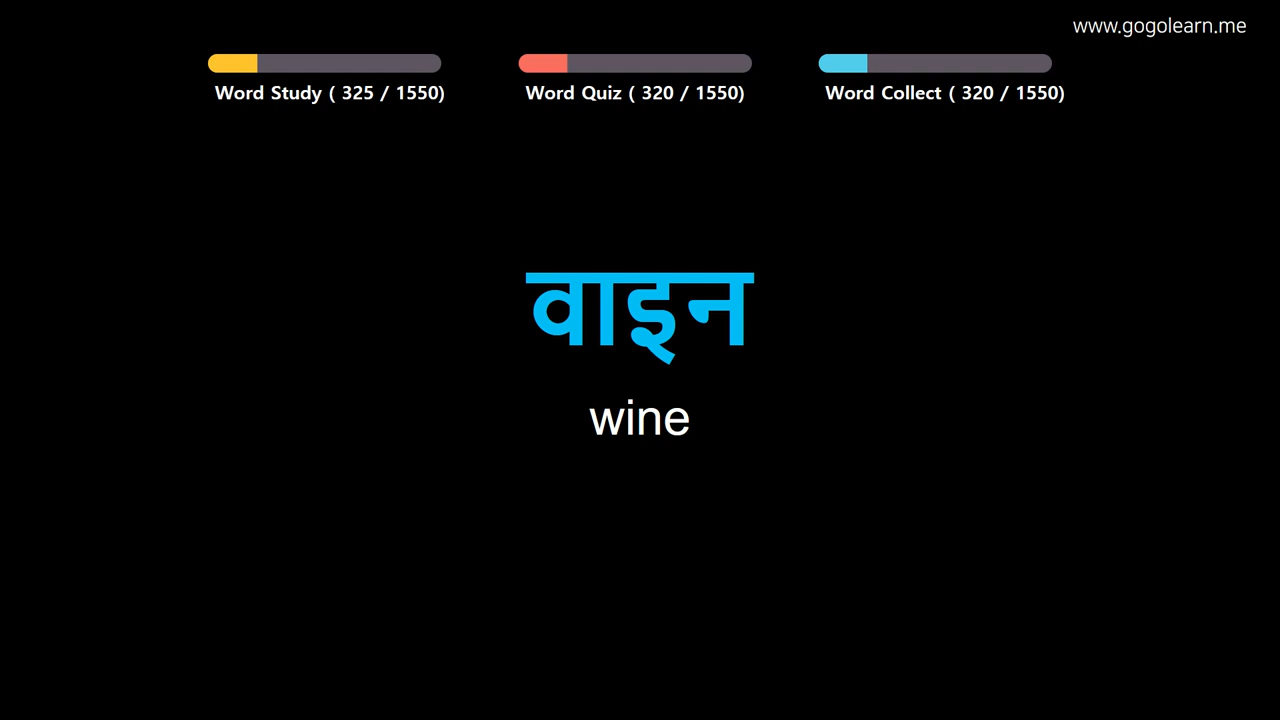 www.gogolearn.me
Word Study ( 325 / 1550)
Word Quiz ( 320 / 1550)
Word Collect ( 320 / 1550)
वाइन
wine